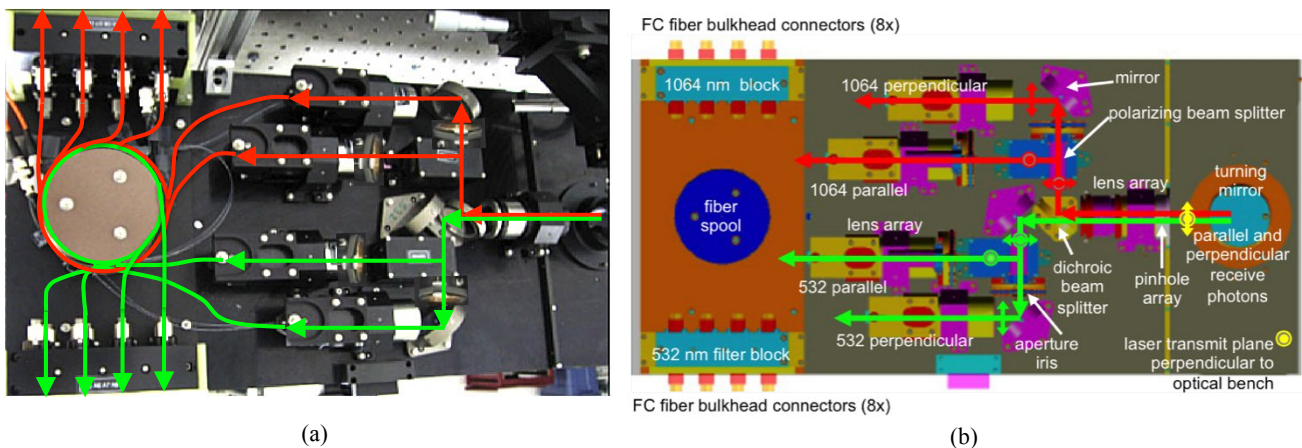 FC fiber bulkhead connectors (8x)
1064 nm block
1064 perpendicular
mirror
polarizing beam splitter
1064 parallel
lens array
turning
mirror
fiber
spool
lens array
parallel and
perpendicular
receive
photons
dichroic
beam
splitter
pinhole
array
532 parallel
532 perpendicular
aperture
iris
532 nm filter block
laser transmit plane
perpendicular to
optical bench
FC fiber bulkhead connectors (8x)
(a)
(b)